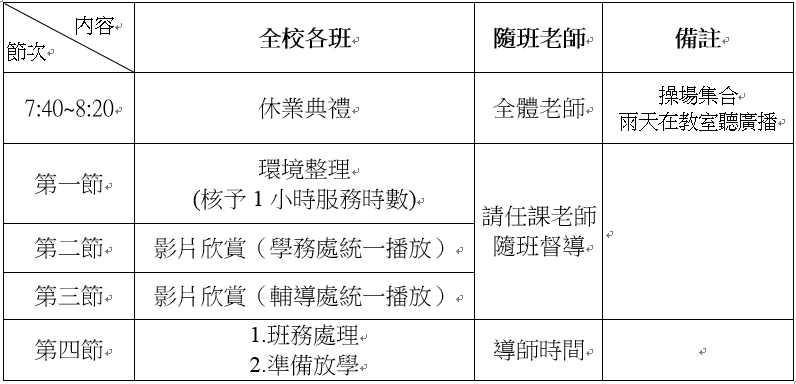 內容
節次
全校各班
隨班老師
備註
7:40~8:20
休業典禮
全體老師
操場集合
雨天在教室聽廣播
第一節
環境整理
(核予 1 小時服務時數)
請任課老師
隨班督導
第二節
影片欣賞（學務處統一播放）
第三節
影片欣賞（輔導處統一播放）
第四節
1.班務處理
2.準備放學
導師時間